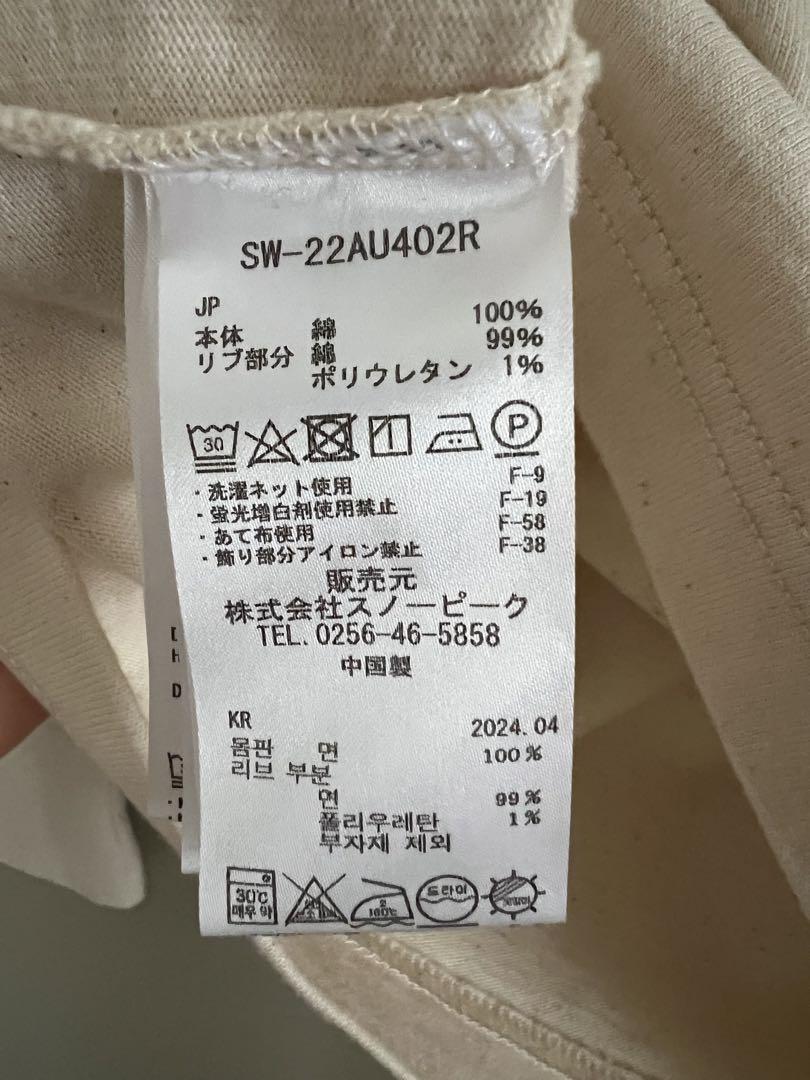 SW-22AU402R
JP
本体 綿 100%
リブ部分 綿 99%
ポリウレタン 1%
30
P
・洗濯ネット使用 F-9
・蛍光増白剤使用禁止 F-19
・あて布使用 F-58
・飾り部分アイロン禁止 F-38
販売元
株式会社スノーピーク
TEL.0256-46-5858
中国製
KR 2024.04
몸판 면 100%
리브 부분
면 99%
폴리우레탄 1%
부자재 제외
30℃
매우 약
2
160℃
드라이
D